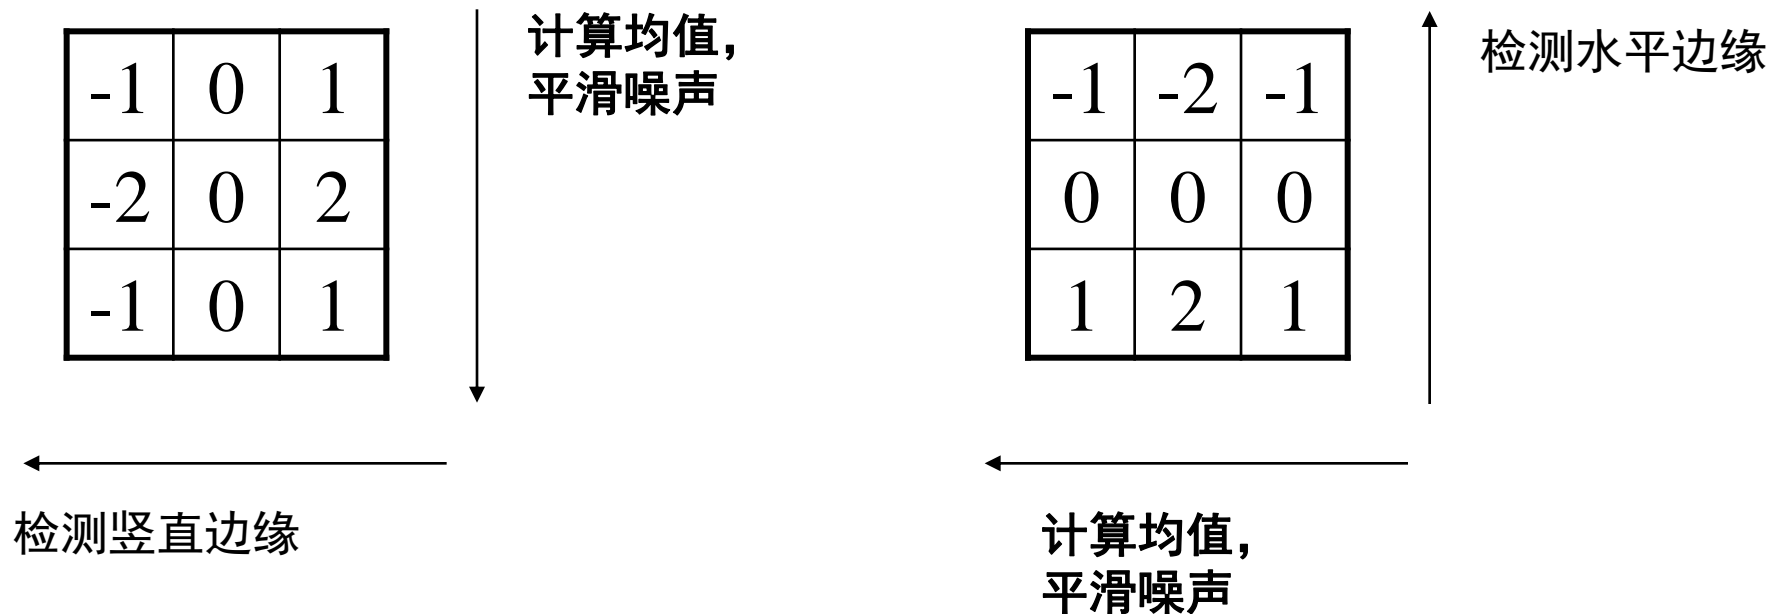 -1 0 1
-2 0 2
-1 0 1
计算均值,
平滑噪声
检测竖直边缘
-1 -2 -1
0 0 0
1 2 1
检测水平边缘
计算均值,
平滑噪声